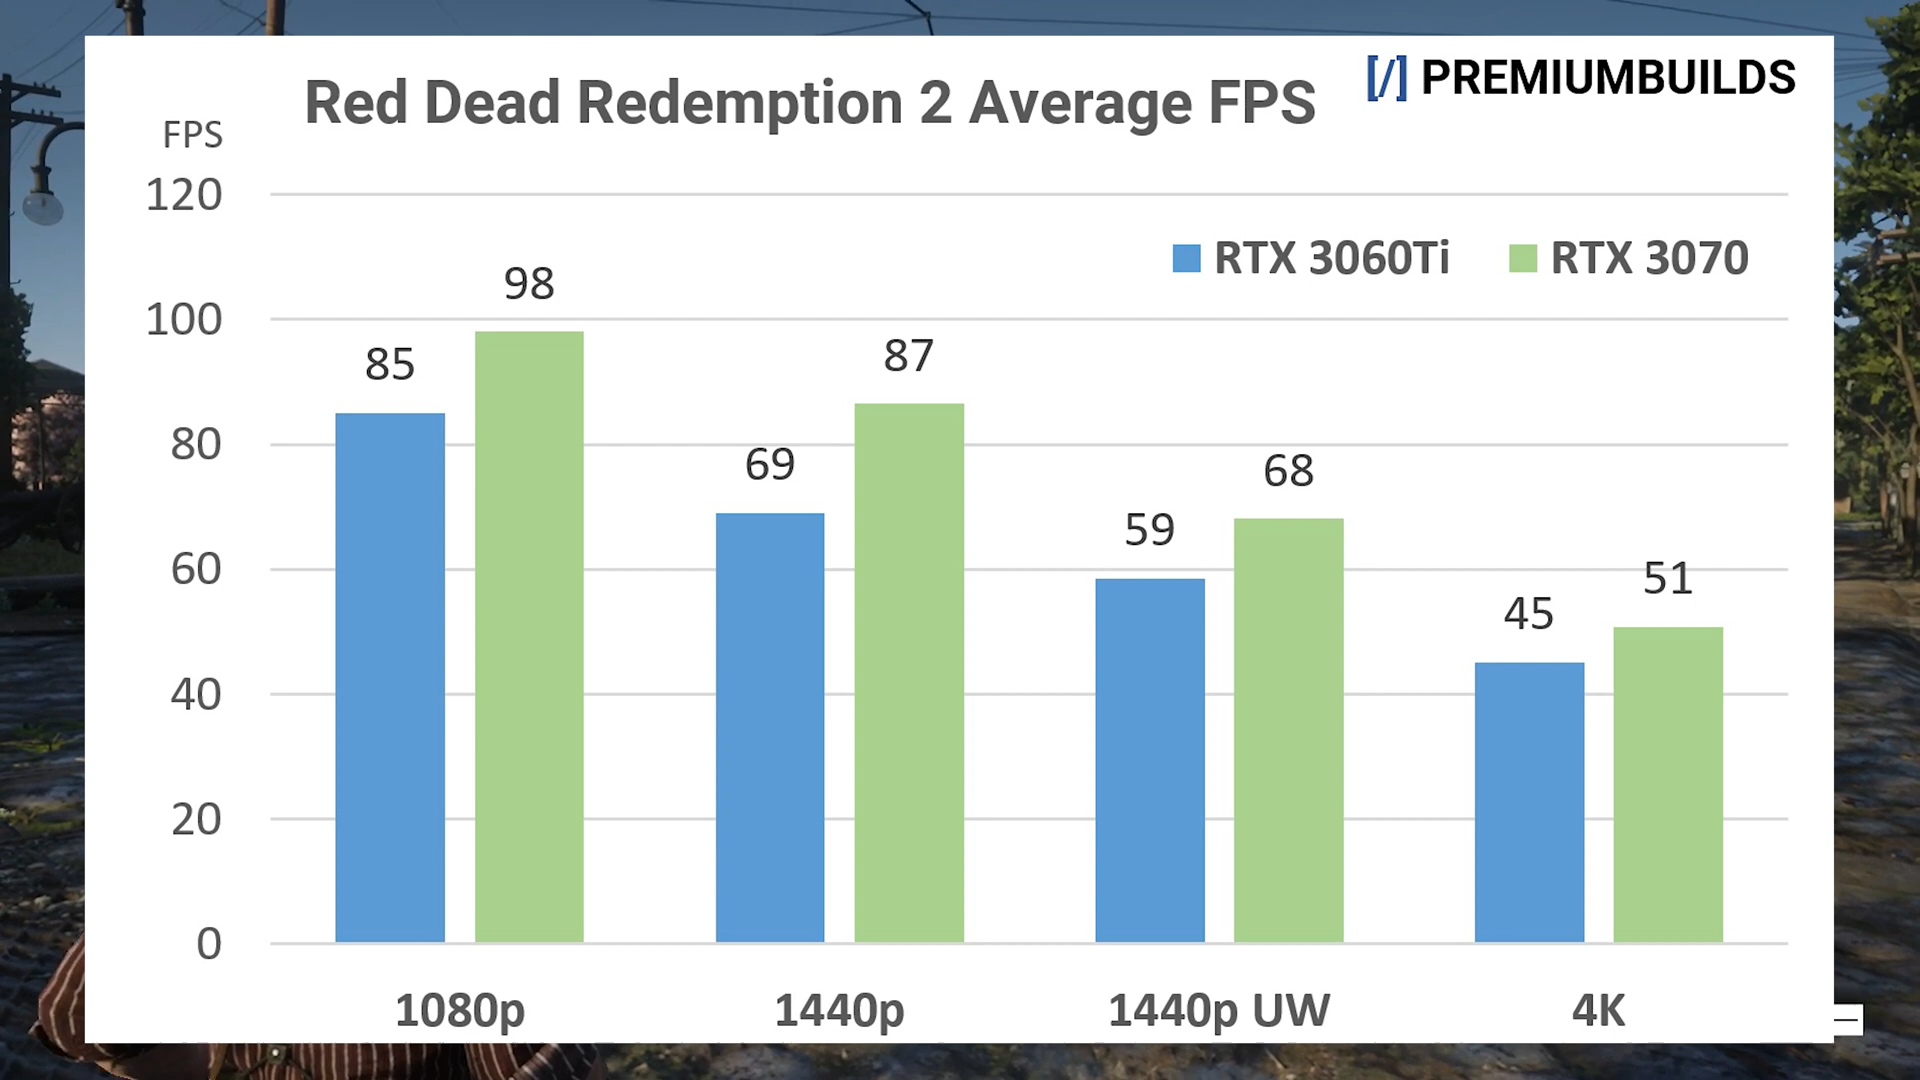 Red Dead Redemption 2 Average FPS
[/] PREMIUMBUILDS
FPS
120
100
80
60
40
20
0
RTX 3060Ti
RTX 3070
85
98
69
87
59
68
45
51
1080p
1440p
1440p UW
4K